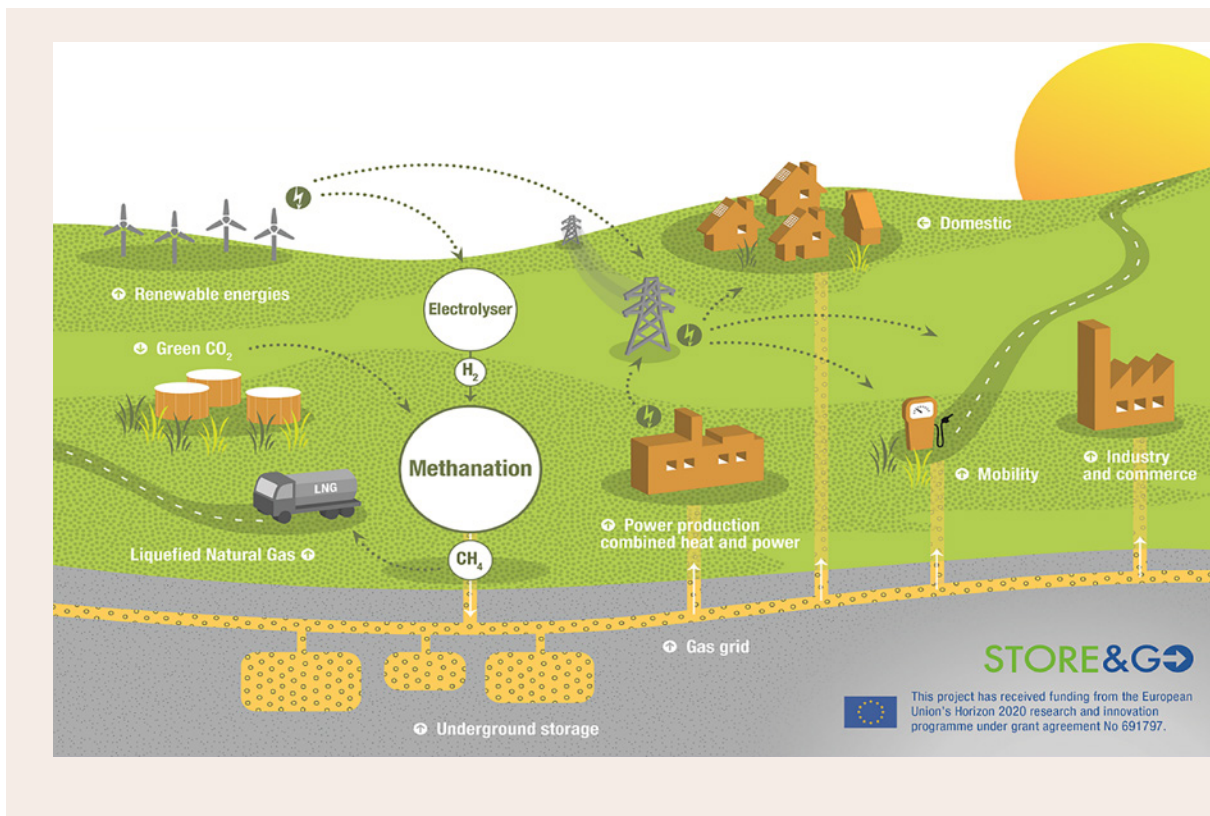 Renewable energies
Electrolyser
Domestic
Green CO₂
H₂
LNG
Methanation
Mobility
Industry
and commerce
Power production
combined heat and power
Liquefied Natural Gas
CH₄
Gas grid
Underground storage
STORE&GO
This project has received funding from the European
Union's Horizon 2020 research and innovation
programme under grant agreement No 691797.